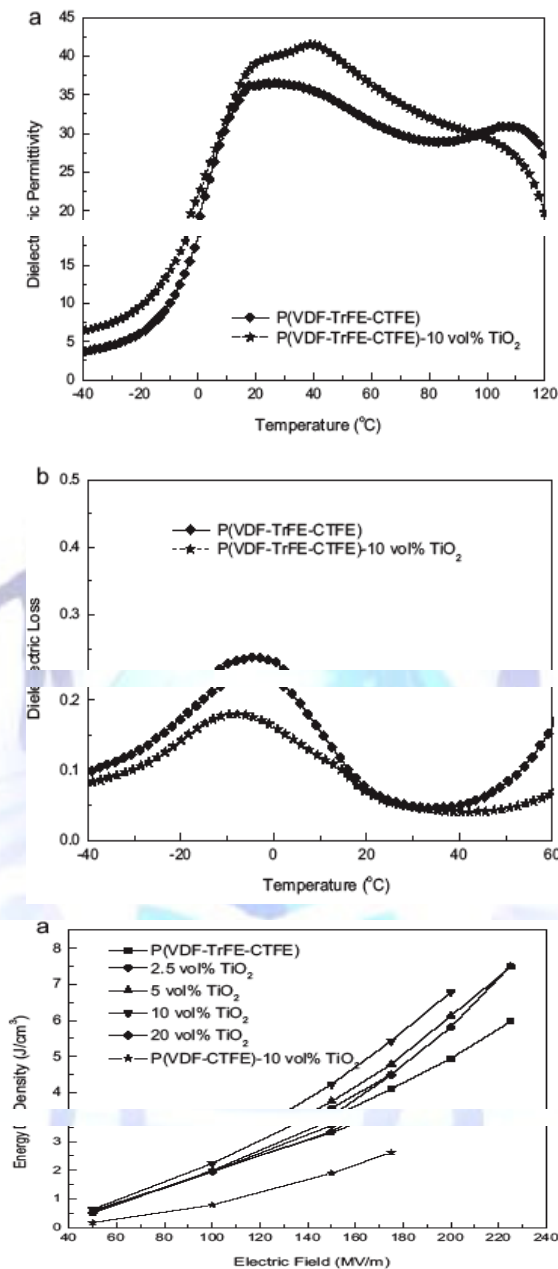 a
45
40
35
30
25
20
15
10
5
0
Dielectric Permittivity
P(VDF-TrFE-CTFE)
P(VDF-TrFE-CTFE)-10 vol% TiO2
-40 -20 0 20 40 60 80 100 120
Temperature (°C)
b
0.5
0.4
0.3
0.2
0.1
0.0
Dielectric Loss
P(VDF-TrFE-CTFE)
P(VDF-TrFE-CTFE)-10 vol% TiO2
-40 -20 0 20 40 60
Temperature (°C)
a
8
7
6
5
4
3
2
1
0
Density (J/cm3)
Energy
P(VDF-TrFE-CTFE)
2.5 vol% TiO2
5 vol% TiO2
10 vol% TiO2
20 vol% TiO2
P(VDF-CTFE)-10 vol% TiO2
40 60 80 100 120 140 160 180 200 220 240
Electric Field (MV/m)